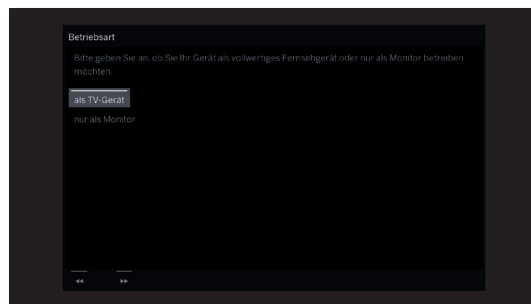 Betriebsart
Bitte geben Sie an, ob Sie Ihr Gerät als vollwertiges Fernsehgerät oder nur als Monitor betreiben
möchten.
als TV-Gerät
nur als Monitor